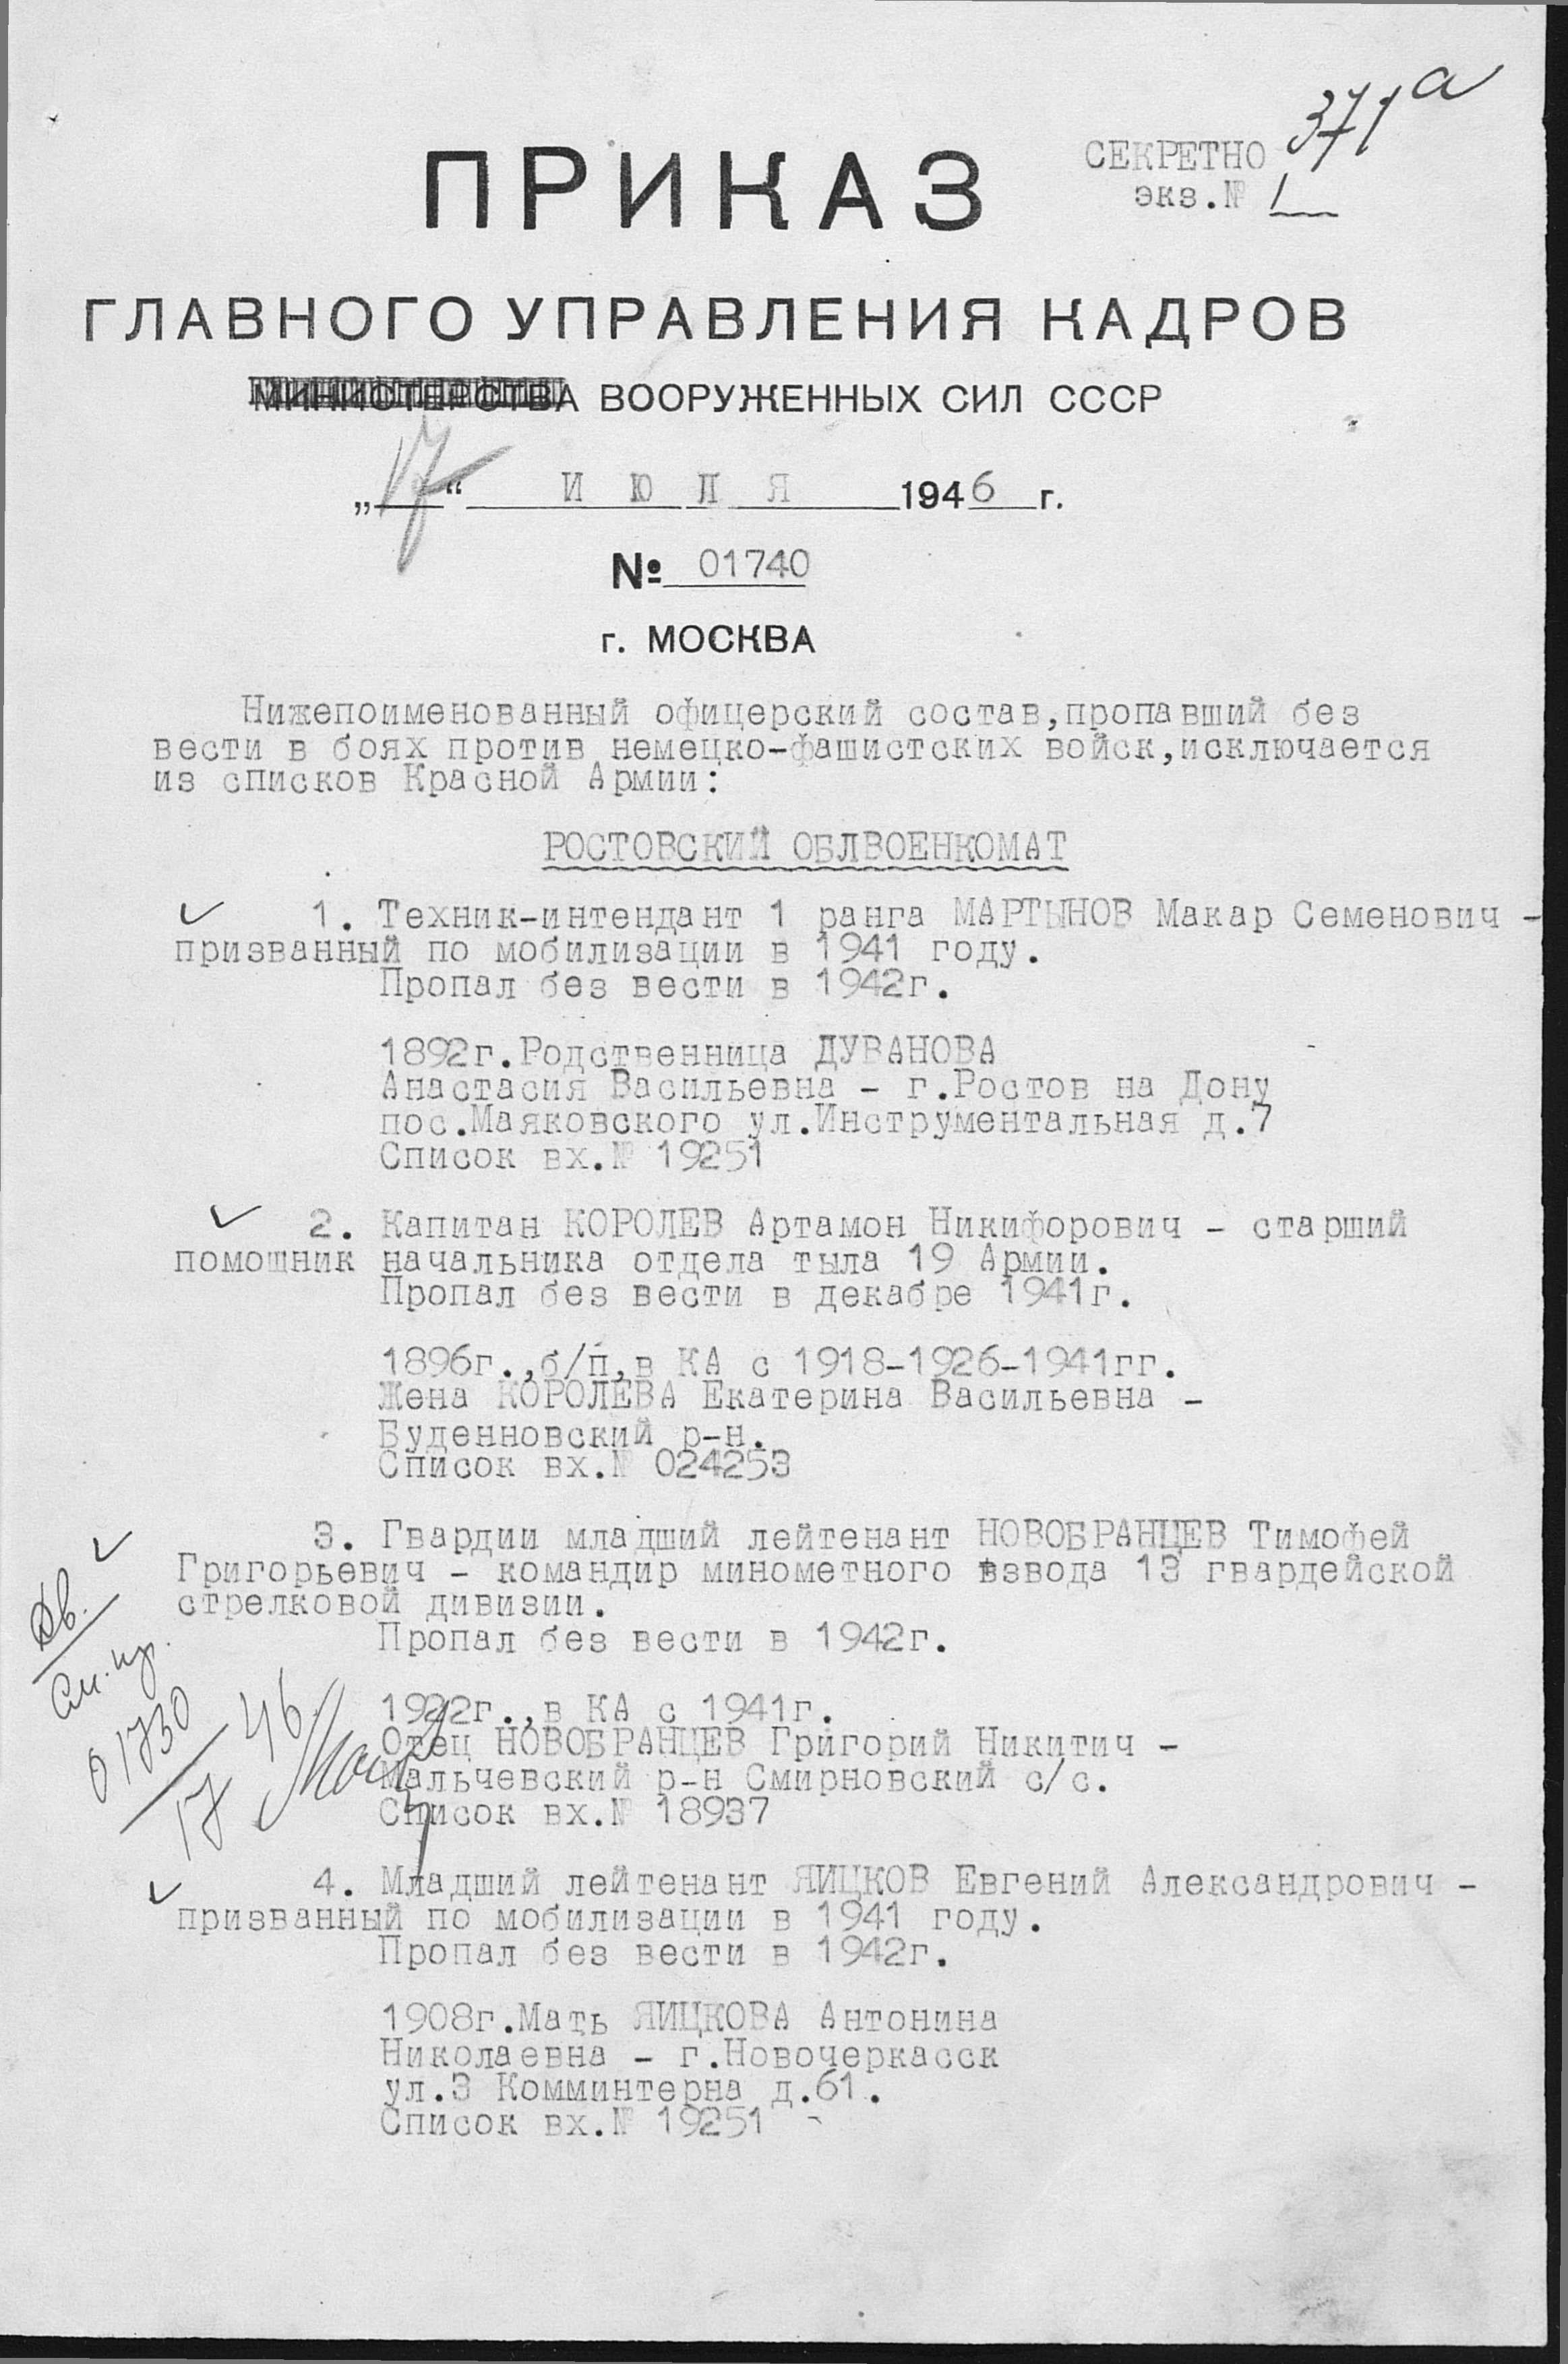 371а
СЕКРЕТНО
экз.№ 1
ПРИКАЗ
ГЛАВНОГО УПРАВЛЕНИЯ КАДРОВ
МИНИСТЕРСТВА ВООРУЖЕННЫХ СИЛ СССР
„17“ ИЮЛЯ 1946 г.
№ 01740
г. МОСКВА
Нижепоименованный офицерский состав,пропавший без
вести в боях против немецко-фашистских войск,исключается
из списков Красной Армии:
РОСТОВСКИЙ ОБЛВОЕНКОМАТ
1. Техник-интендант 1 ранга МАРТЫНОВ Макар Семенович -
призванный по мобилизации в 1941 году.
Пропал без вести в 1942г.
1892г.Родственница ДУВАНОВА
Анастасия Васильевна - г.Ростов на Дону
пос.Маяковского ул.Инструментальная д.7
Список вх.№ 19251
2. Капитан КОРОЛЕВ Артамон Никифорович - старший
помощник начальника отдела тыла 19 Армии.
Пропал без вести в декабре 1941г.
1896г.,б/п,в КА с 1918-1926-1941гг.
Жена КОРОЛЕВА Екатерина Васильевна -
Буденновский р-н.
Список вх.№ 024253
3. Гвардии младший лейтенант НОВОБРАНЦЕВ Тимофей
Григорьевич - командир минометного взвода 13 гвардейской
стрелковой дивизии.
Пропал без вести в 1942г.
1922г.,в КА с 1941г.
Отец НОВОБРАНЦЕВ Григорий Никитич -
Мальчевский р-н Смирновский с/с.
Список вх.№ 18937
Дв.
См. пр.
01730
17 46
4. Младший лейтенант ЯИЦКОВ Евгений Александрович -
призванный по мобилизации в 1941 году.
Пропал без вести в 1942г.
1908г.Мать ЯИЦКОВА Антонина
Николаевна - г.Новочеркасск
ул.3 Комминтерна д.61.
Список вх.№ 19251